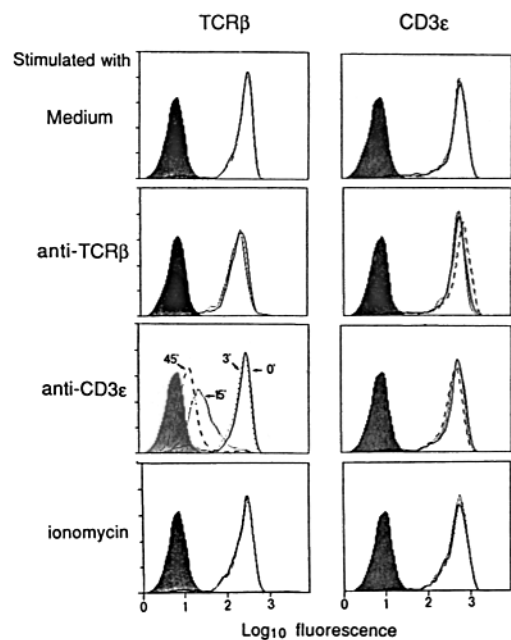 TCRβ CD3ε
Stimulated with
Medium
anti-TCRβ
anti-CD3ε
45' 3' 0'
15'
ionomycin
0 1 2 3 0 1 2 3
Log10 fluorescence